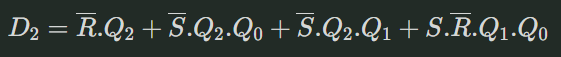 D₂ = R̅.Q₂ + S̅.Q₂.Q₀ + S̅.Q₂.Q₁ + S.R̅.Q₁.Q₀